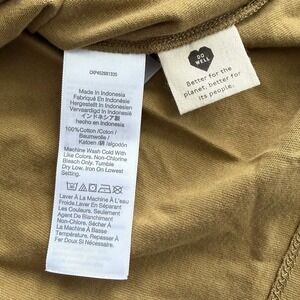 CKP452881335
Made In Indonesia
Fabriqué En Indonésie
Hergestellt In Indonesien
Vervaardigd In Indonesië
インドネシア製
hecho en Indonesia
100%Cotton /Coton /
Baumwolle /
Katoen /綿 /algodón
Machine Wash Cold With
Like Colors. Non-Chlorine
Bleach Only. Tumble
Dry Low. Iron On Lowest
Setting.
Laver À La Machine À L'eau
Froide.Laver En Séparant
Les Couleurs. Seulement
Agent De Blanchiment
Non-Chlore. Sécher À
La Machine À Basse
Température. Repasser À
Fer Doux Si Nécessaire.
DO
WELL
Better for the
planet, better for
its people.